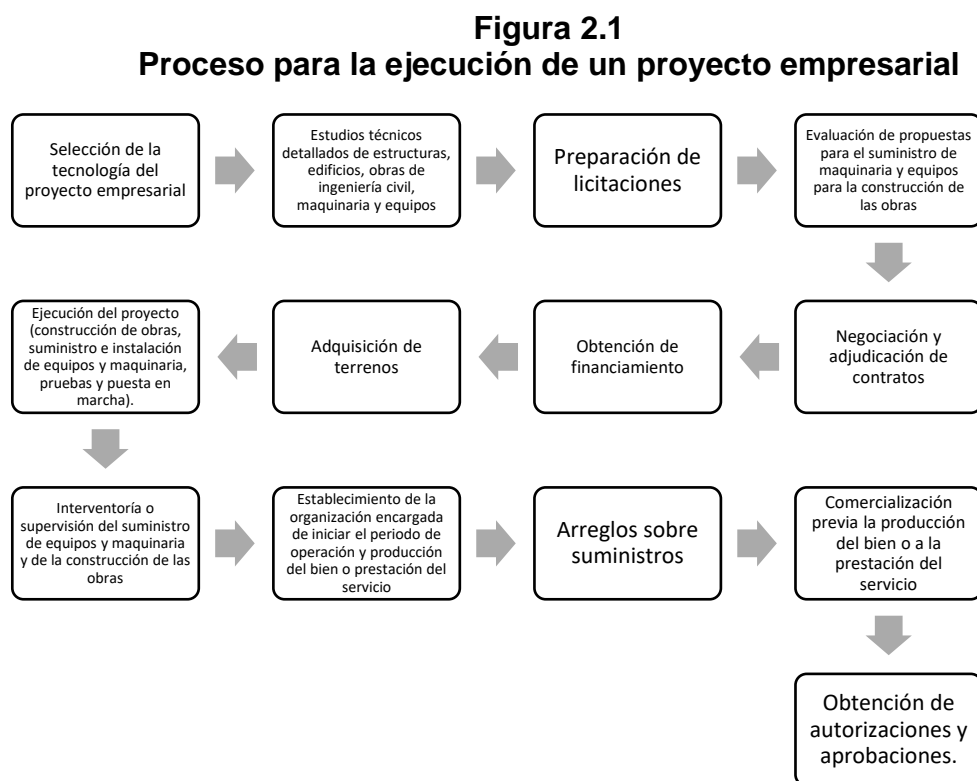 Figura 2.1
Proceso para la ejecución de un proyecto empresarial
Selección de la
tecnología del
proyecto empresarial
Estudios técnicos
detallados de estructuras,
edificios, obras de
ingeniería civil,
maquinaria y equipos
Preparación de
licitaciones
Evaluación de propuestas
para el suministro de
maquinaria y equipos
para la construcción de
las obras
Negociación y
adjudicación de
contratos
Obtención de
financiamiento
Adquisición de
terrenos
Ejecución del proyecto
(construcción de obras,
suministro e instalación
de equipos y maquinaria,
pruebas y puesta en
marcha).
Interventoría o
supervisión del suministro
de equipos y maquinaria
y de la construcción de las
obras
Establecimiento de la
organización encargada
de iniciar el periodo de
operación y producción
del bien o prestación del
servicio
Arreglos sobre
suministros
Comercialización
previa la producción
del bien o a la
prestación del
servicio
Obtención de
autorizaciones y
aprobaciones.